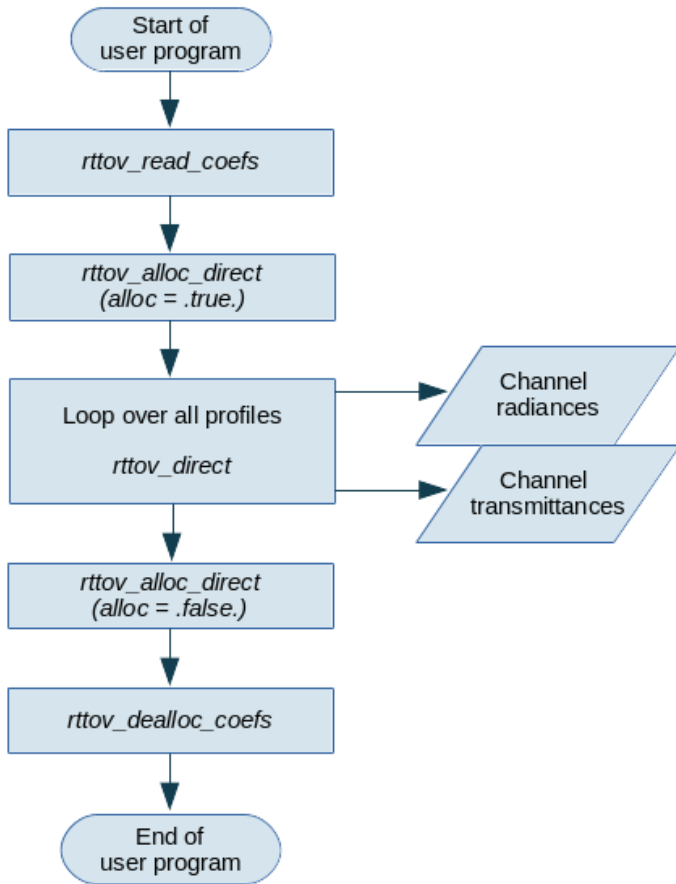 Start of
user program
rttov_read_coefs
rttov_alloc_direct
(alloc = .true.)
Loop over all profiles
rttov_direct
Channel
radiances
Channel
transmittances
rttov_alloc_direct
(alloc = .false.)
rttov_dealloc_coefs
End of
user program